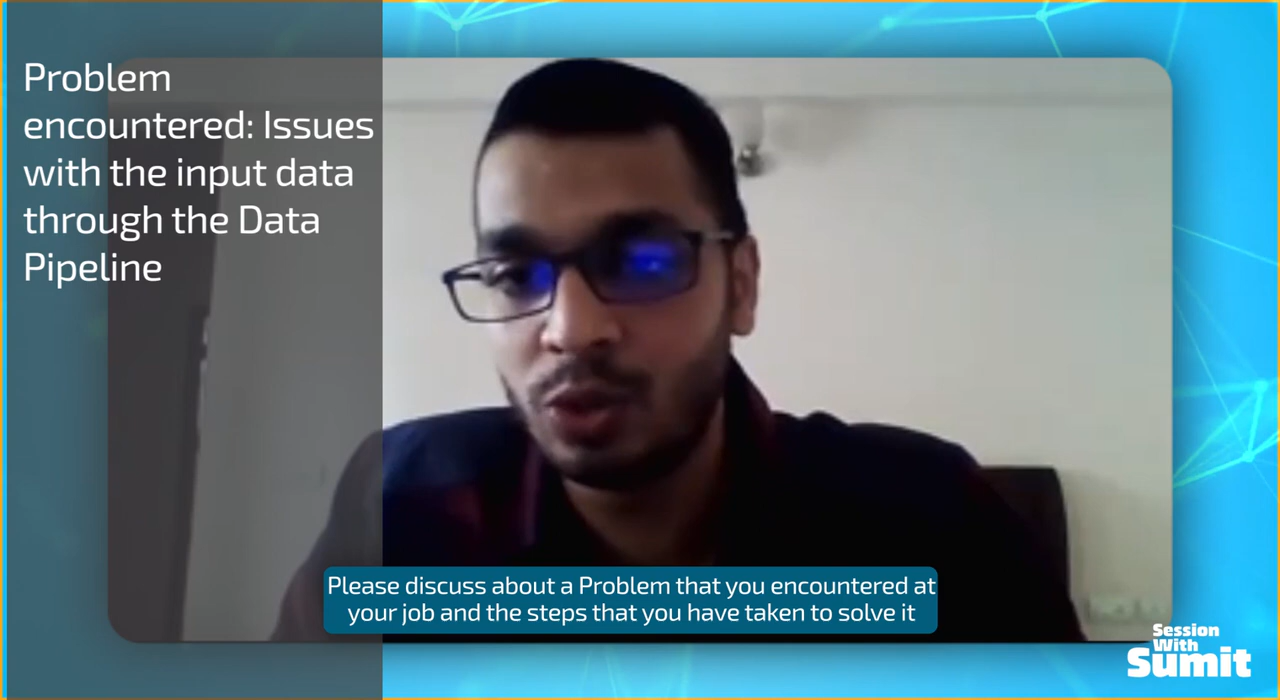 Problem
encountered: Issues
with the input data
through the Data
Pipeline
Please discuss about a Problem that you encountered at
your job and the steps that you have taken to solve it
Session
With
Sumit